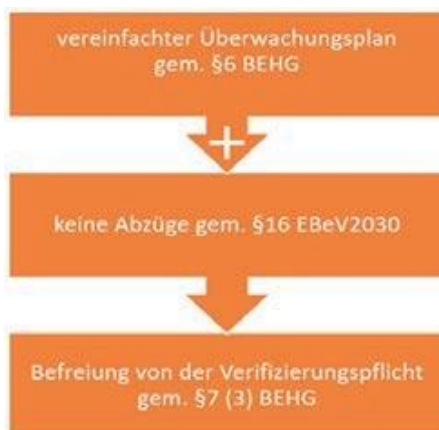 vereinfachter Überwachungsplan
gem. §6 BEHG
+
keine Abzüge gem. §16 EBeV2030
Befreiung von der Verifizierungspflicht
gem. §7 (3) BEHG